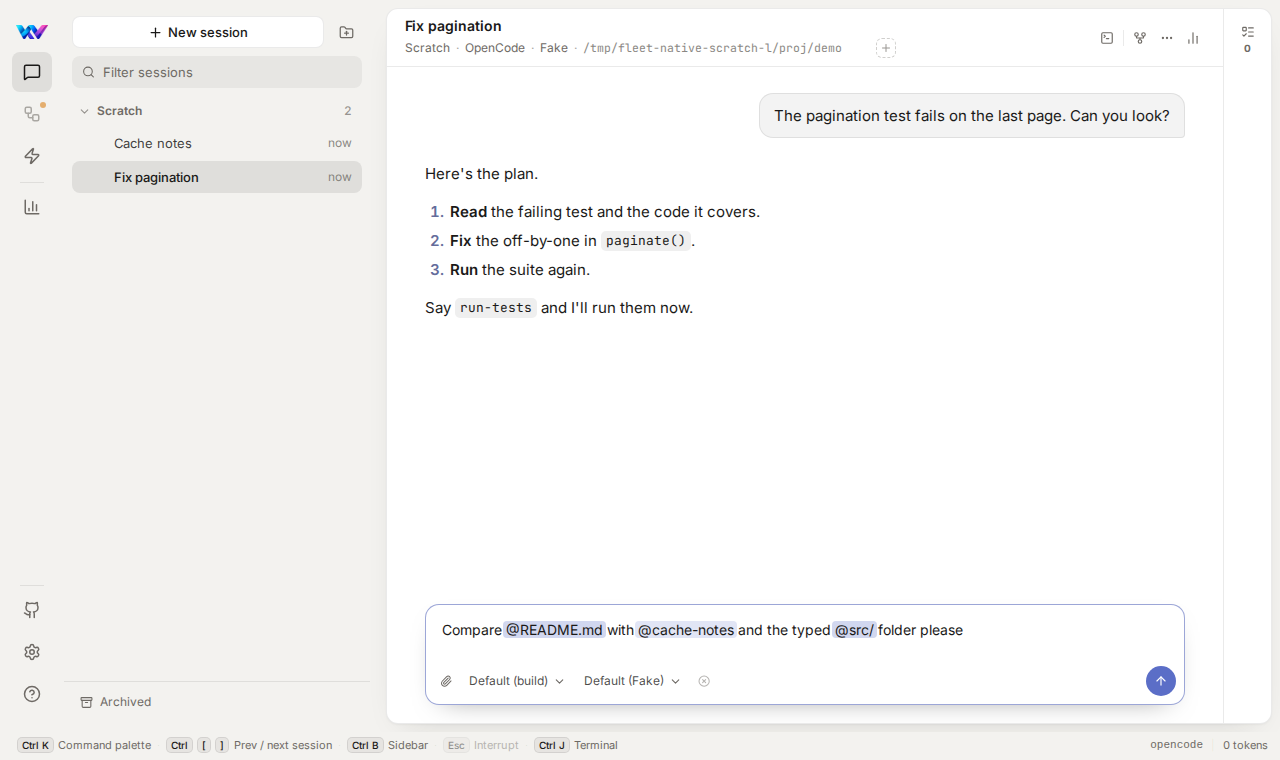 New session
Filter sessions
Scratch 2
Cache notes now
Fix pagination now
Archived
Fix pagination
Scratch · OpenCode · Fake · /tmp/fleet-native-scratch-l/proj/demo
0
The pagination test fails on the last page. Can you look?
Here's the plan.
1. Read the failing test and the code it covers.
2. Fix the off-by-one in paginate().
3. Run the suite again.
Say run-tests and I'll run them now.
Compare @README.md with @cache-notes and the typed @src/ folder please
Default (build) Default (Fake)
Ctrl K Command palette Ctrl [ ] Prev / next session Ctrl B Sidebar Esc Interrupt Ctrl J Terminal opencode 0 tokens